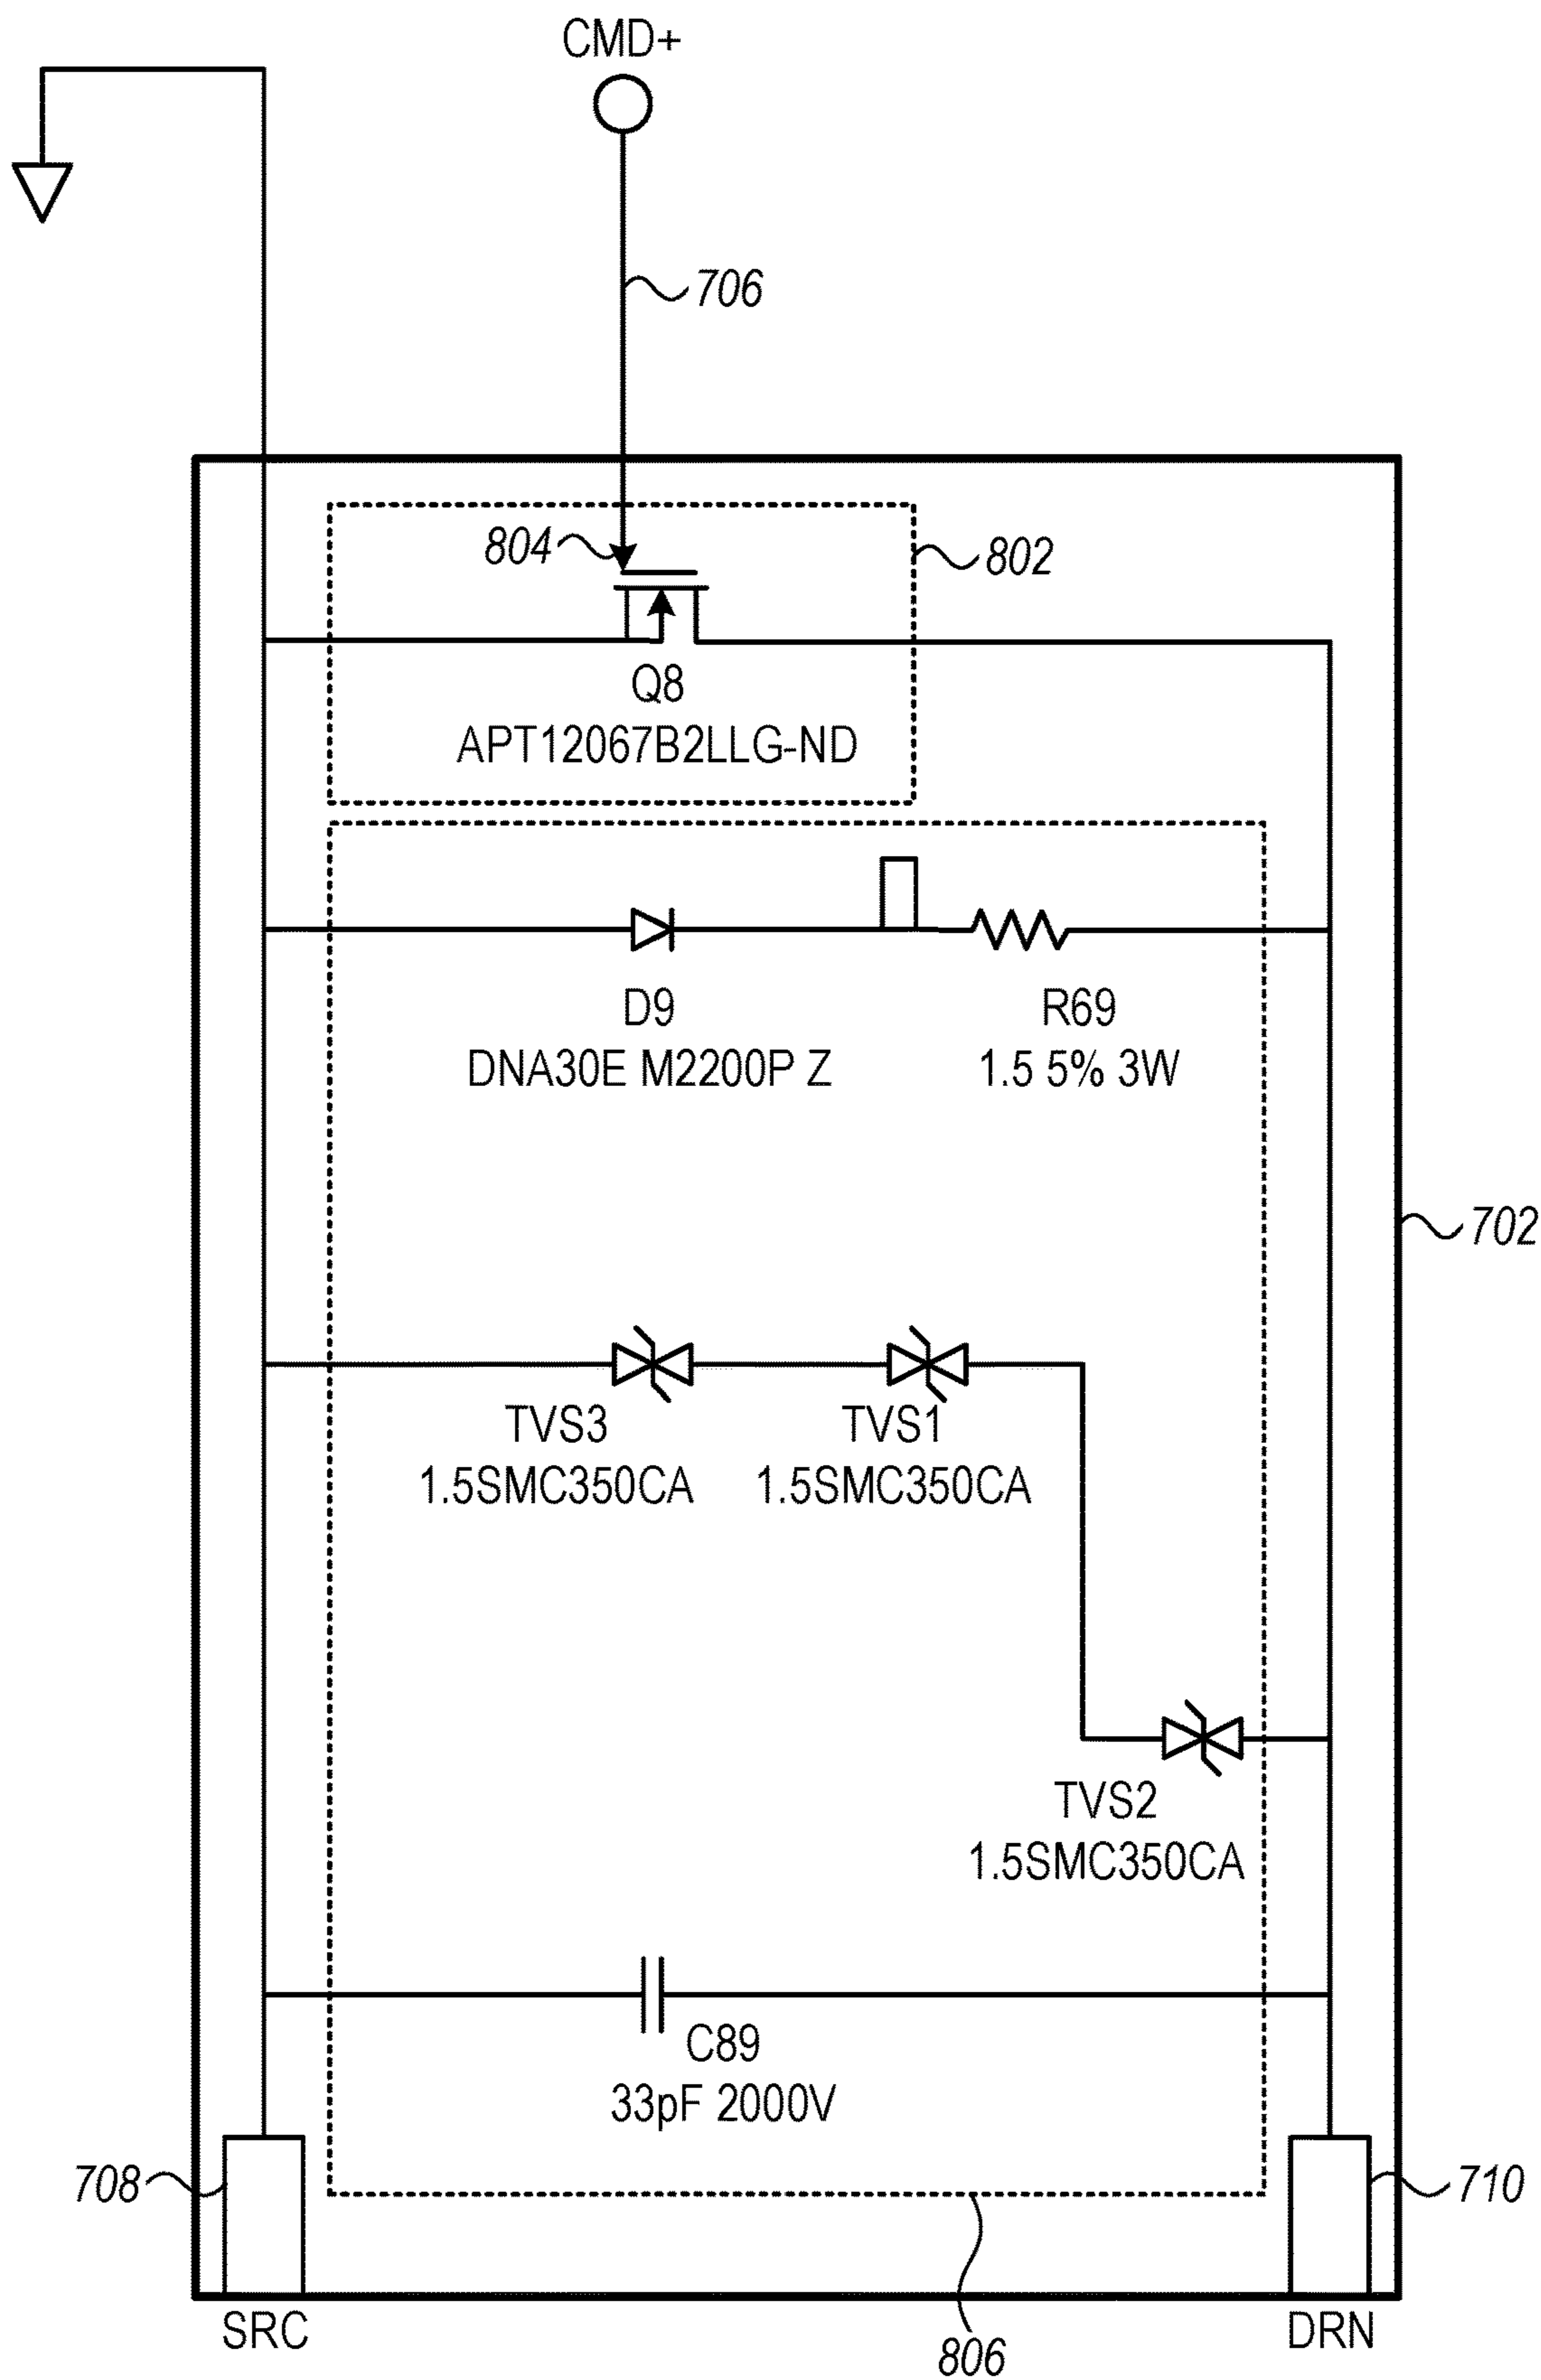 CMD+
706
804
802
Q8
APT12067B2LLG-ND
D9
DNA30E M2200P Z
R69
1.5 5% 3W
702
TVS3
1.5SMC350CA
TVS1
1.5SMC350CA
TVS2
1.5SMC350CA
C89
33pF 2000V
708
710
SRC
DRN
806